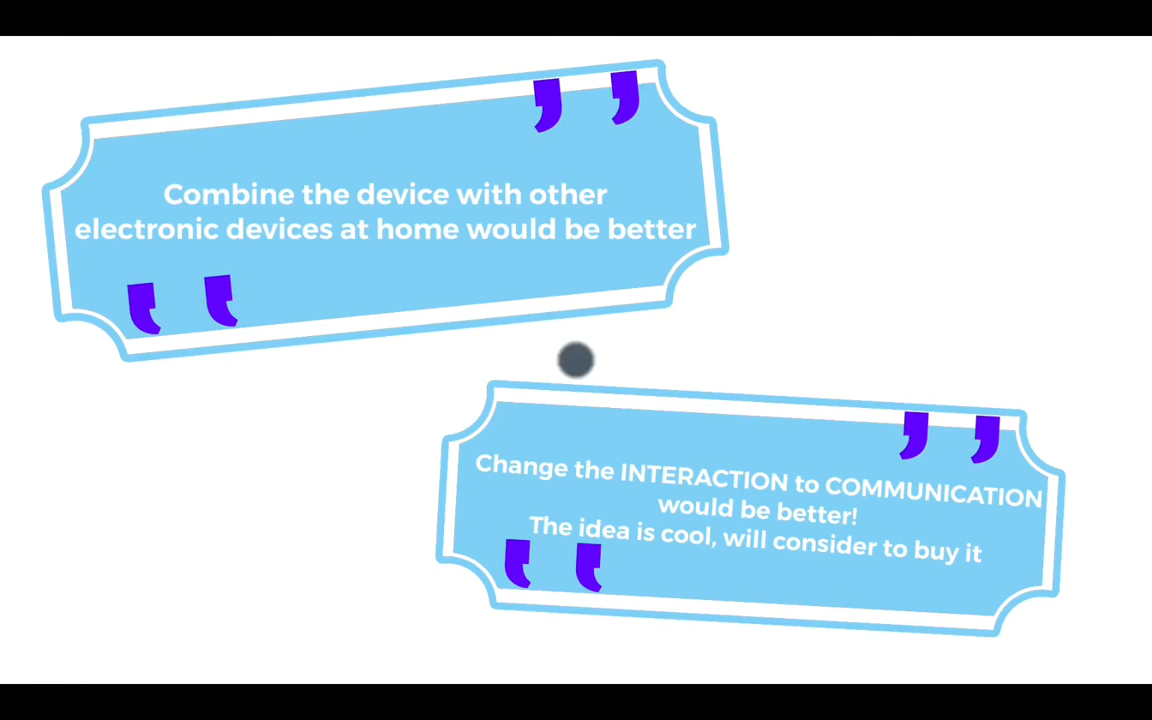 Combine the device with other
electronic devices at home would be better
Change the INTERACTION to COMMUNICATION
would be better!
The idea is cool, will consider to buy it